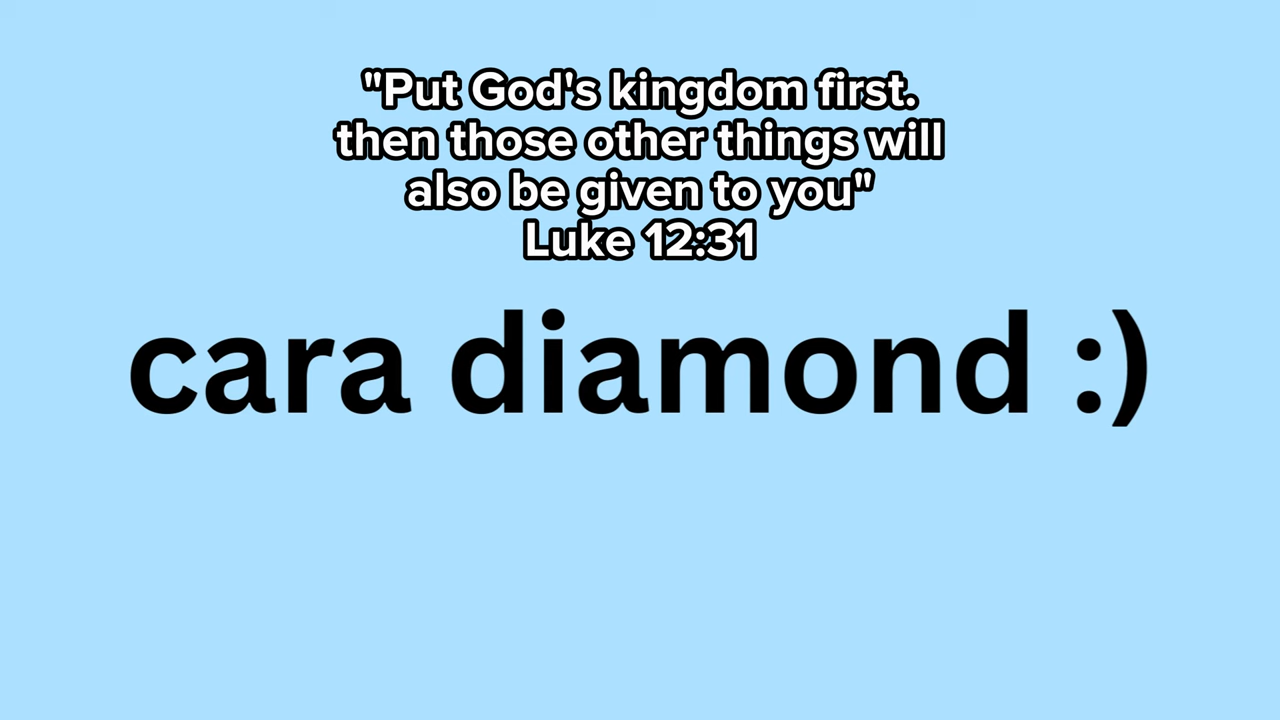 "Put God's kingdom first.
then those other things will
also be given to you"
Luke 12:31
cara diamond :)